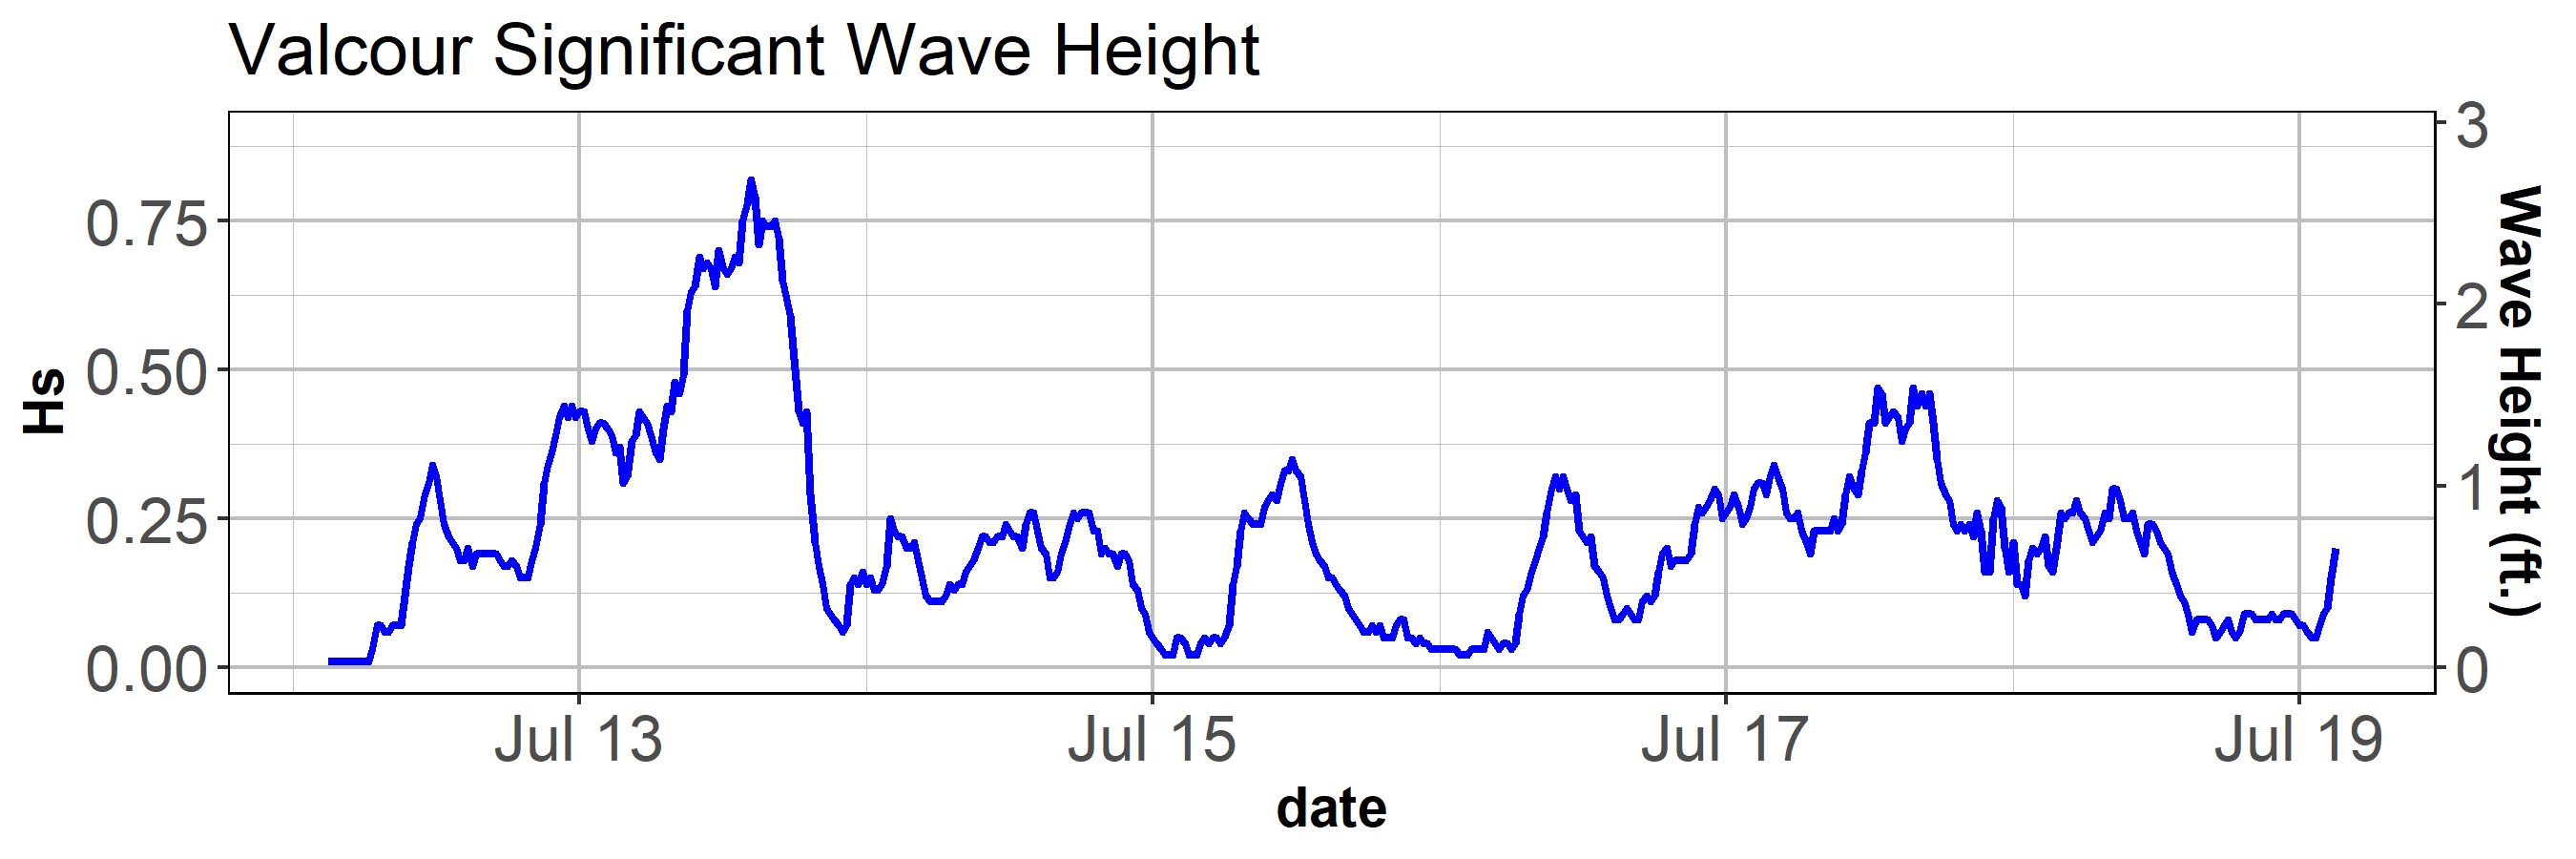 Valcour Significant Wave Height
Hs
0.75
0.50
0.25
0.00
3
2
1
0
Wave Height (ft.)
Jul 13 Jul 15 Jul 17 Jul 19
date